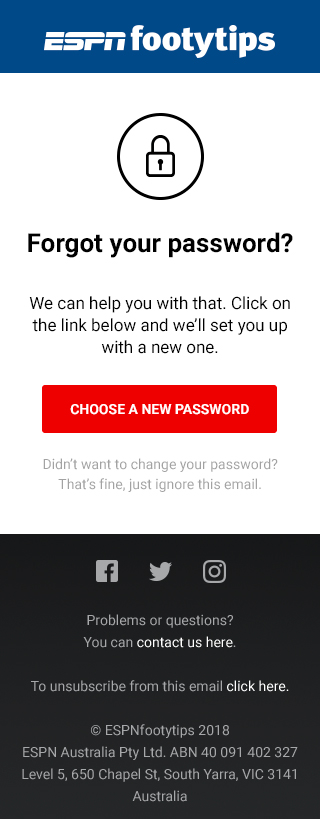 ESPN footytips
Forgot your password?
We can help you with that. Click on
the link below and we’ll set you up
with a new one.
CHOOSE A NEW PASSWORD
Didn’t want to change your password?
That’s fine, just ignore this email.
Problems or questions?
You can contact us here.
To unsubscribe from this email click here.
© ESPNfootytips 2018
ESPN Australia Pty Ltd. ABN 40 091 402 327
Level 5, 650 Chapel St, South Yarra, VIC 3141
Australia